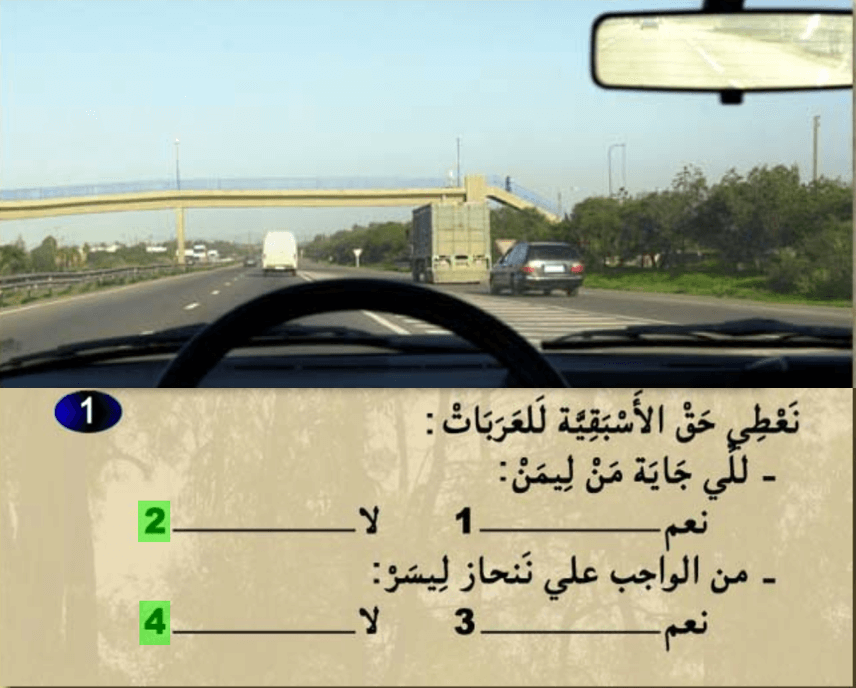 1
نَعْطِي حَقْ الأَسْبَقِيَّة لَلعَرَبَاتْ :
- للِّي جَايَة مَنْ لِيمَنْ:
نعم 1 لا 2
- من الواجب علي نَنحاز لِيسَرْ:
نعم 3 لا 4